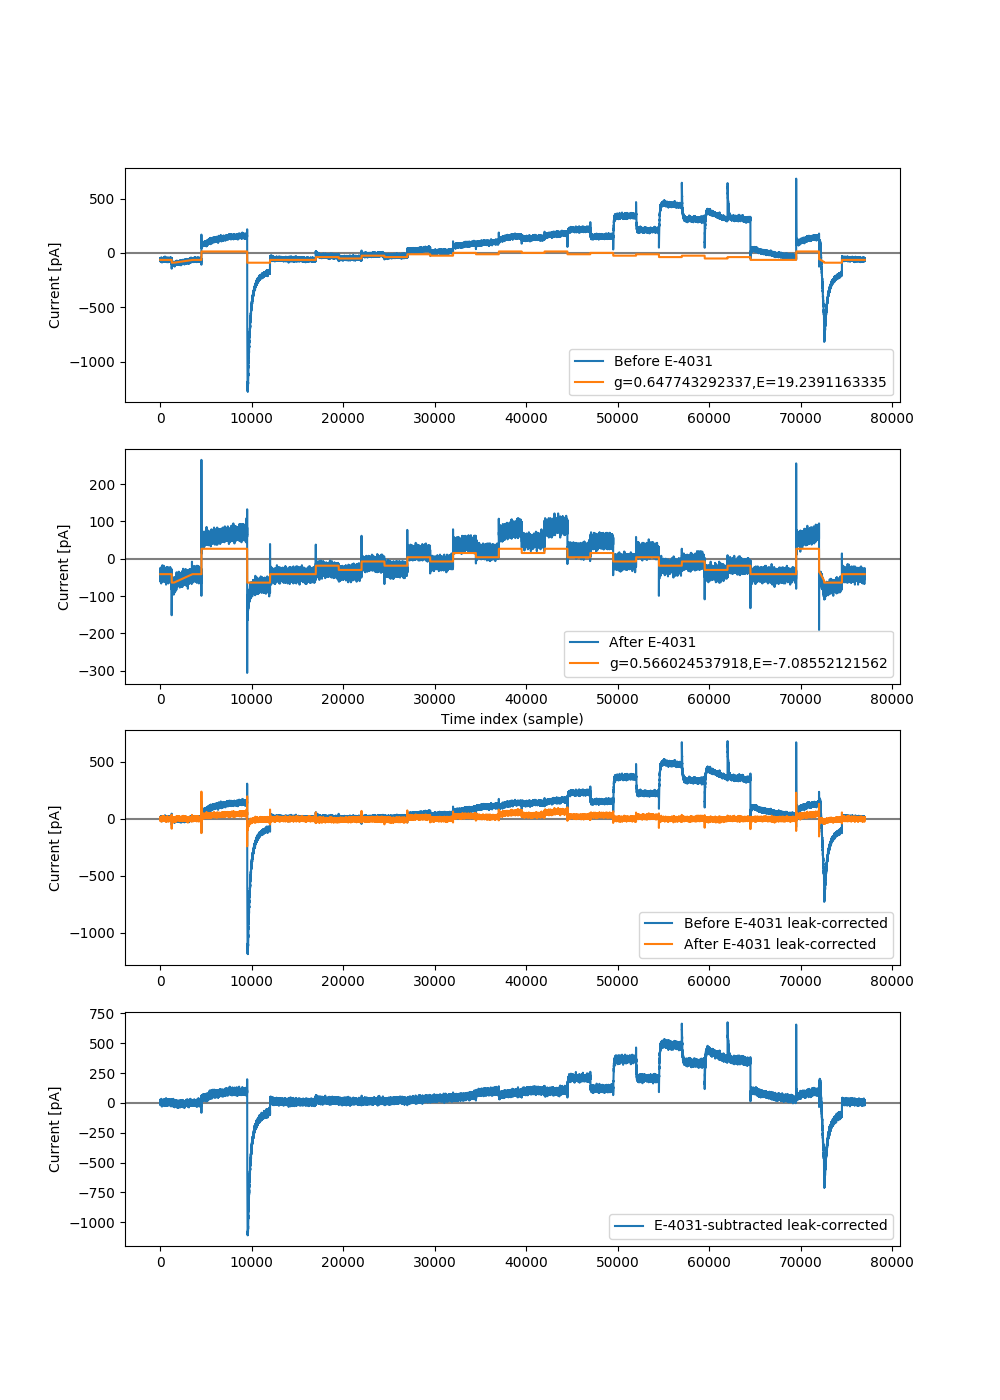 500
0
−500
−1000
Current [pA]
Before E-4031
g=0.647743292337,E=19.2391163335
0 10000 20000 30000 40000 50000 60000 70000 80000
200
100
0
−100
−200
−300
Current [pA]
After E-4031
g=0.566024537918,E=-7.08552121562
0 10000 20000 30000 40000 50000 60000 70000 80000
Time index (sample)
500
0
−500
−1000
Current [pA]
Before E-4031 leak-corrected
After E-4031 leak-corrected
0 10000 20000 30000 40000 50000 60000 70000 80000
750
500
250
0
−250
−500
−750
−1000
Current [pA]
E-4031-subtracted leak-corrected
0 10000 20000 30000 40000 50000 60000 70000 80000